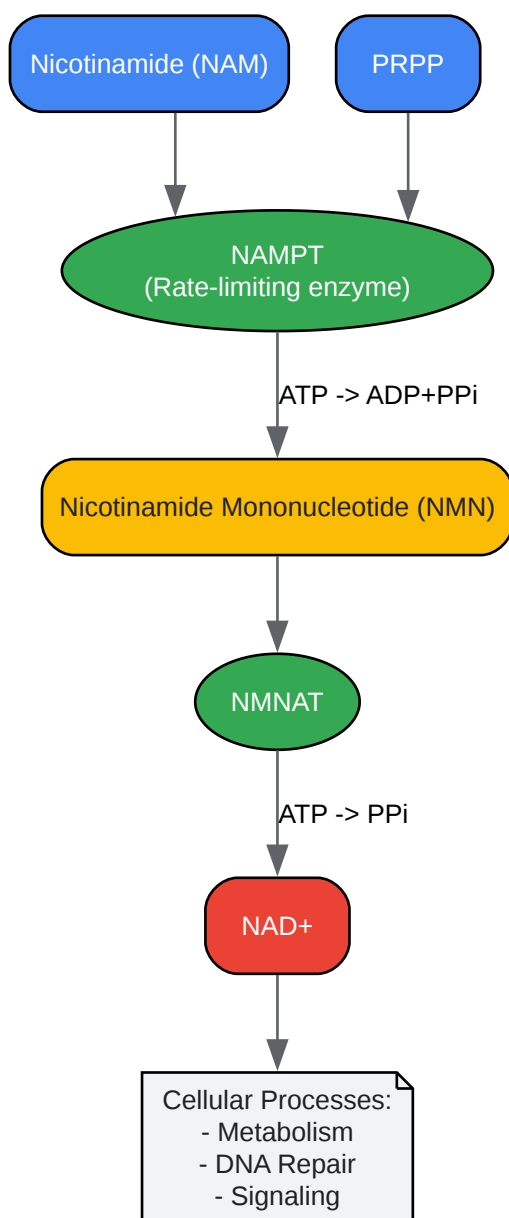 Nicotinamide (NAM)
PRPP
NAMPT
(Rate-limiting enzyme)
ATP -> ADP+PPi
Nicotinamide Mononucleotide (NMN)
NMNAT
ATP -> PPi
NAD+
Cellular Processes:
- Metabolism
- DNA Repair
- Signaling